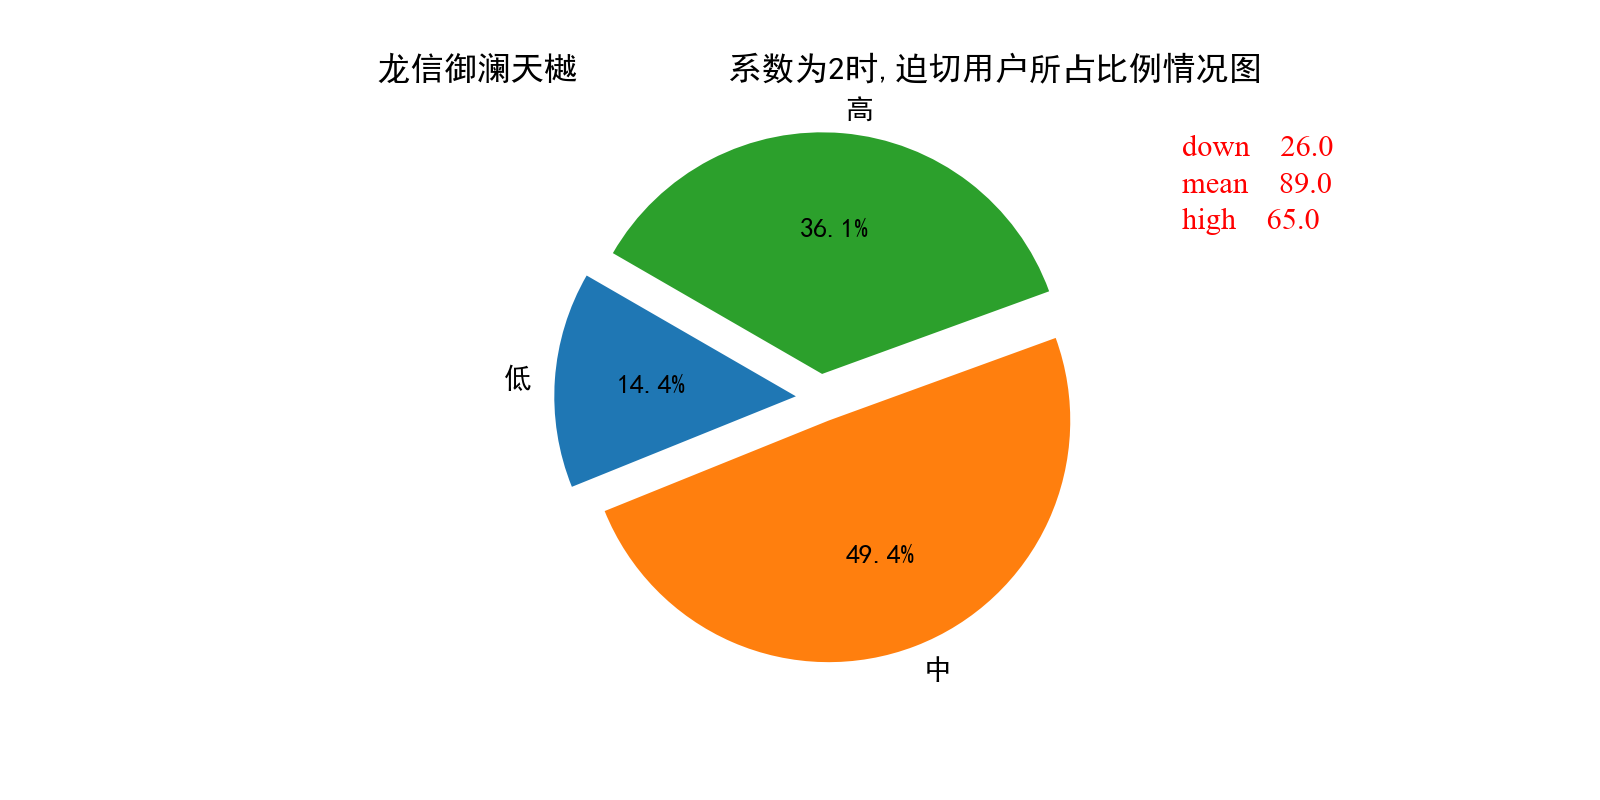 龙信御澜天樾 系数为2时,迫切用户所占比例情况图
高
down 26.0
mean 89.0
high 65.0
36.1%
低
14.4%
49.4%
中